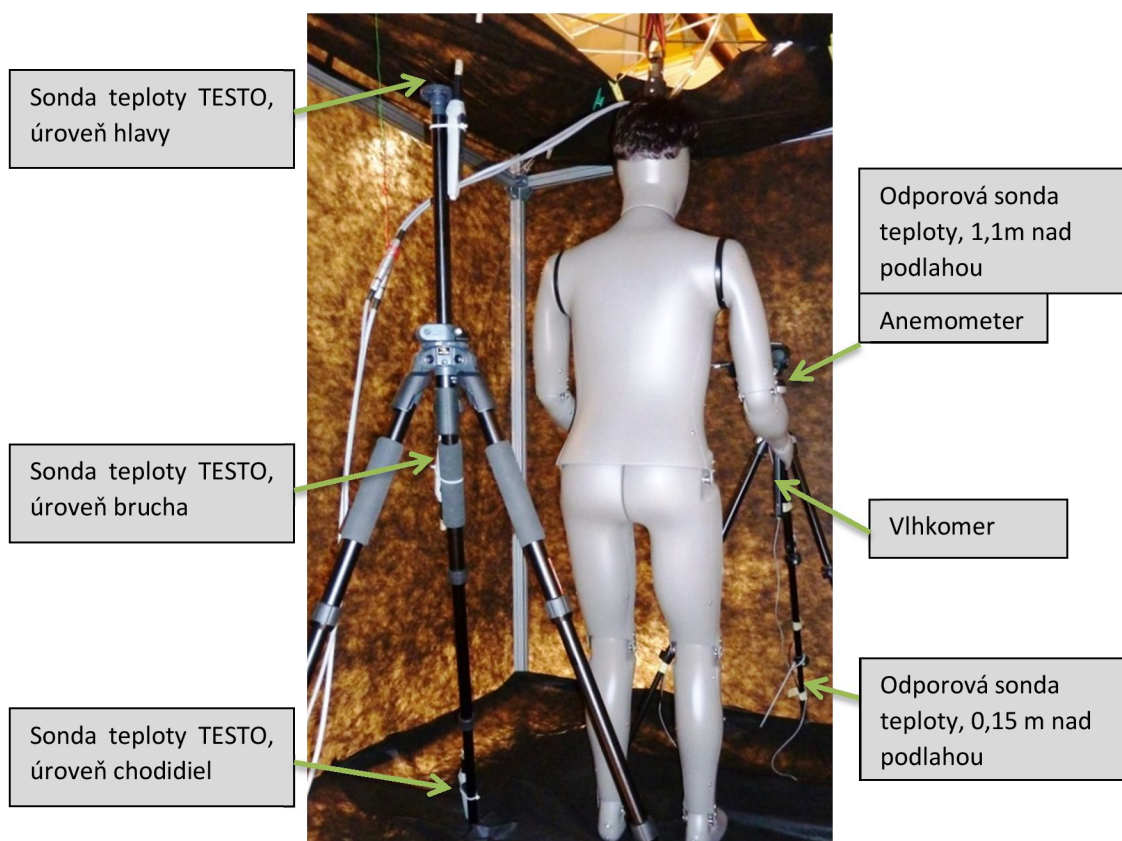 Sonda teploty TESTO,
úroveň hlavy
Odporová sonda
teploty, 1,1m nad
podlahou
Anemometer
Sonda teploty TESTO,
úroveň brucha
Vlhkomer
Odporová sonda
teploty, 0,15 m nad
podlahou
Sonda teploty TESTO,
úroveň chodidiel